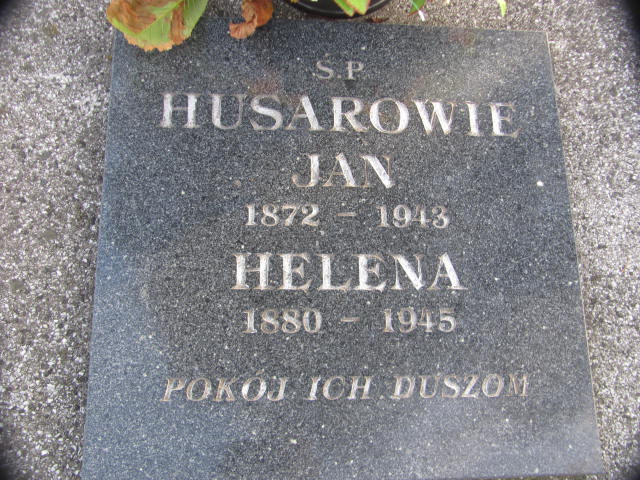 Ś.P
HUSAROWIE
JAN
1872 – 1943
HELENA
1880 – 1945
POKÓJ ICH DUSZOM